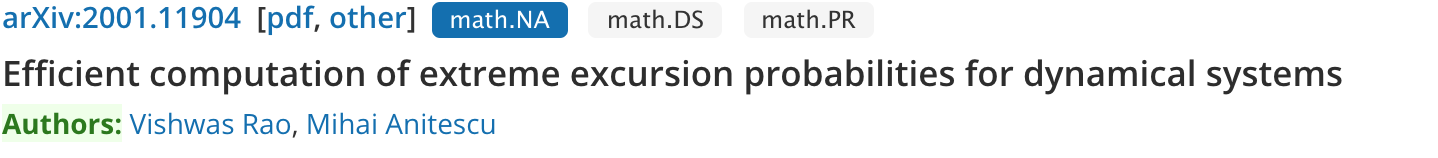 arXiv:2001.11904 [pdf, other] math.NA math.DS math.PR
Efficient computation of extreme excursion probabilities for dynamical systems
Authors: Vishwas Rao, Mihai Anitescu